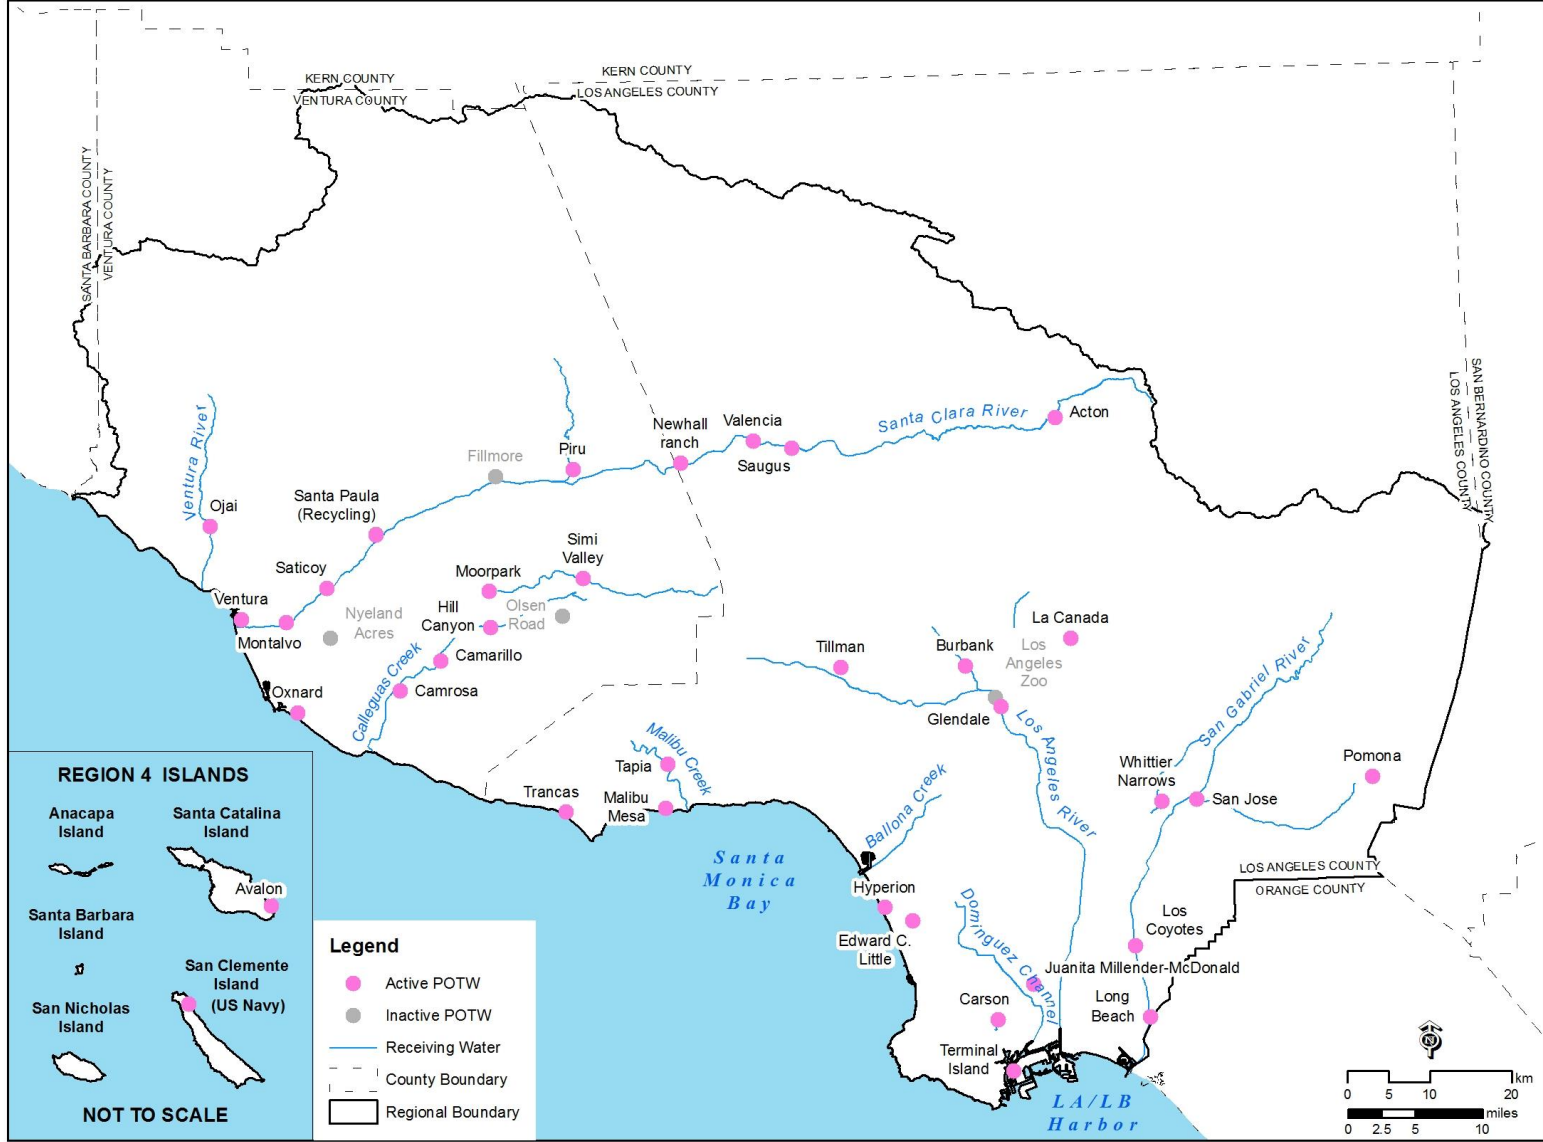 KERN COUNTY
VENTURA COUNTY
KERN COUNTY
LOS ANGELES COUNTY
SANTA BARBARA COUNTY
VENTURA COUNTY
SAN BERNARDINO COUNTY
LOS ANGELES COUNTY
Ventura River
Ojai
Santa Paula
(Recycling)
Fillmore
Piru
Newhall
ranch
Valencia
Saugus
Santa Clara River
Acton
Saticoy
Ventura
Montalvo
Nyeland
Acres
Moorpark
Simi
Valley
Hill
Canyon
Olsen
Road
Camarillo
Camrosa
Calleguas Creek
Oxnard
Tillman
Burbank
La Canada
Los
Angeles
Zoo
Glendale
Los Angeles River
San Gabriel River
Malibu Creek
Tapia
Trancas
Malibu
Mesa
Whittier
Narrows
San Jose
Pomona
Ballona Creek
Santa
Monica
Bay
Hyperion
Edward C.
Little
Dominguez Channel
Los
Coyotes
Juanita Millender-McDonald
Carson
Long
Beach
Terminal
Island
LA/LB
Harbor
LOS ANGELES COUNTY
ORANGE COUNTY
REGION 4 ISLANDS
Anacapa
Island
Santa Catalina
Island
Avalon
Santa Barbara
Island
San Clemente
Island
(US Navy)
San Nicholas
Island
NOT TO SCALE
Legend
Active POTW
Inactive POTW
Receiving Water
County Boundary
Regional Boundary
N
km
0 5 10 20
miles
0 2.5 5 10